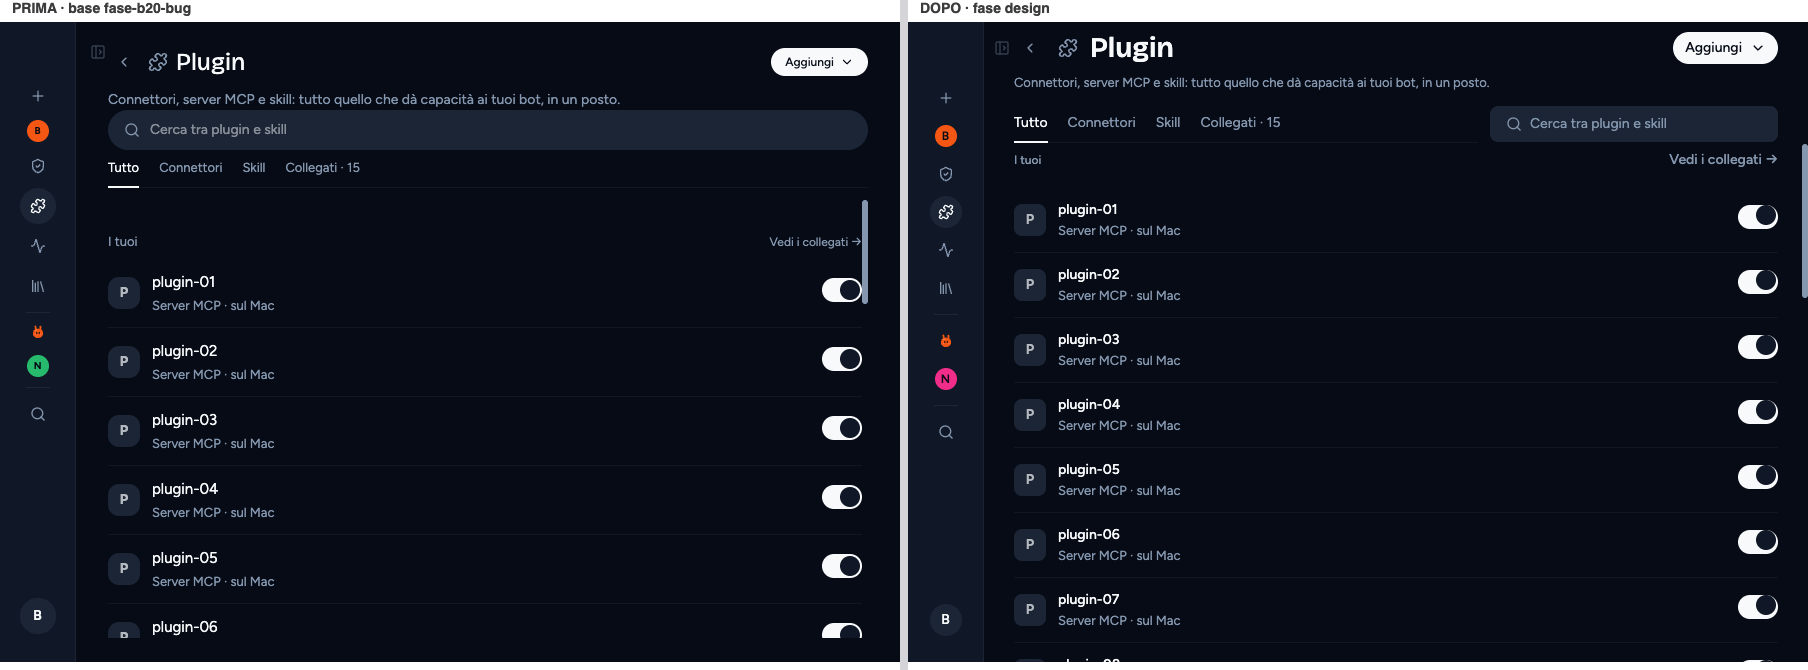 PRIMA · base fase-b20-bug
Plugin
Aggiungi
Connettori, server MCP e skill: tutto quello che dà capacità ai tuoi bot, in un posto.
Cerca tra plugin e skill
Tutto Connettori Skill Collegati · 15
I tuoi Vedi i collegati →
P plugin-01
Server MCP · sul Mac
P plugin-02
Server MCP · sul Mac
P plugin-03
Server MCP · sul Mac
P plugin-04
Server MCP · sul Mac
P plugin-05
Server MCP · sul Mac
P plugin-06
B
N
B
DOPO · fase design
Plugin
Aggiungi
Connettori, server MCP e skill: tutto quello che dà capacità ai tuoi bot, in un posto.
Tutto Connettori Skill Collegati · 15
Cerca tra plugin e skill
I tuoi Vedi i collegati →
P plugin-01
Server MCP · sul Mac
P plugin-02
Server MCP · sul Mac
P plugin-03
Server MCP · sul Mac
P plugin-04
Server MCP · sul Mac
P plugin-05
Server MCP · sul Mac
P plugin-06
Server MCP · sul Mac
P plugin-07
Server MCP · sul Mac
B
N
B